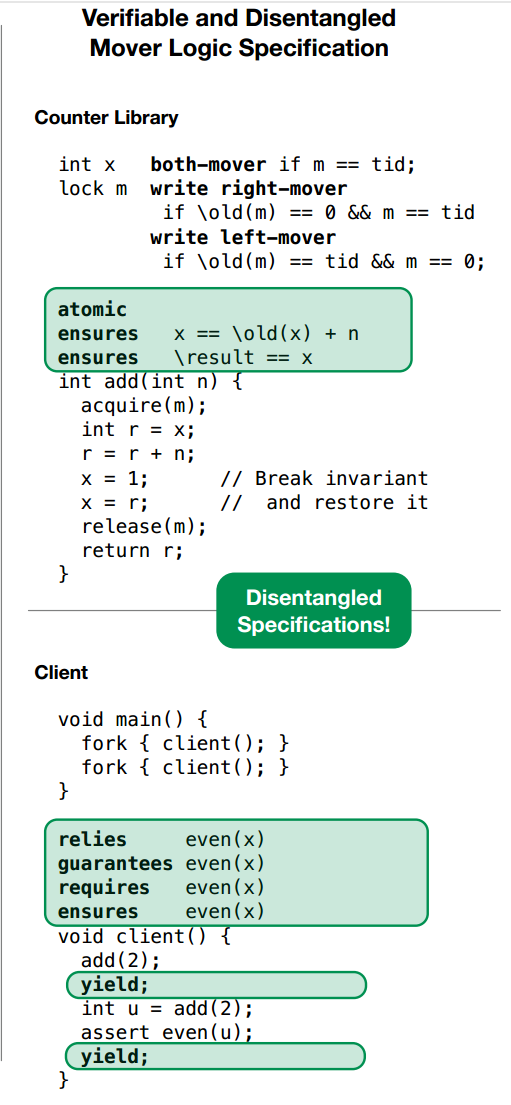 Verifiable and Disentangled
Mover Logic Specification
Counter Library
int x   both-mover if m == tid;
lock m  write right-mover
         if \old(m) == 0 && m == tid
        write left-mover
         if \old(m) == tid && m == 0;
atomic
ensures   x == \old(x) + n
ensures   \result == x
int add(int n) {
  acquire(m);
  int r = x;
  r = r + n;
  x = 1;      // Break invariant
  x = r;      //  and restore it
  release(m);
  return r;
}
Disentangled
Specifications!
Client
void main() {
  fork { client(); }
  fork { client(); }
}
relies     even(x)
guarantees even(x)
requires   even(x)
ensures    even(x)
void client() {
  add(2);
  yield;
  int u = add(2);
  assert even(u);
  yield;
}